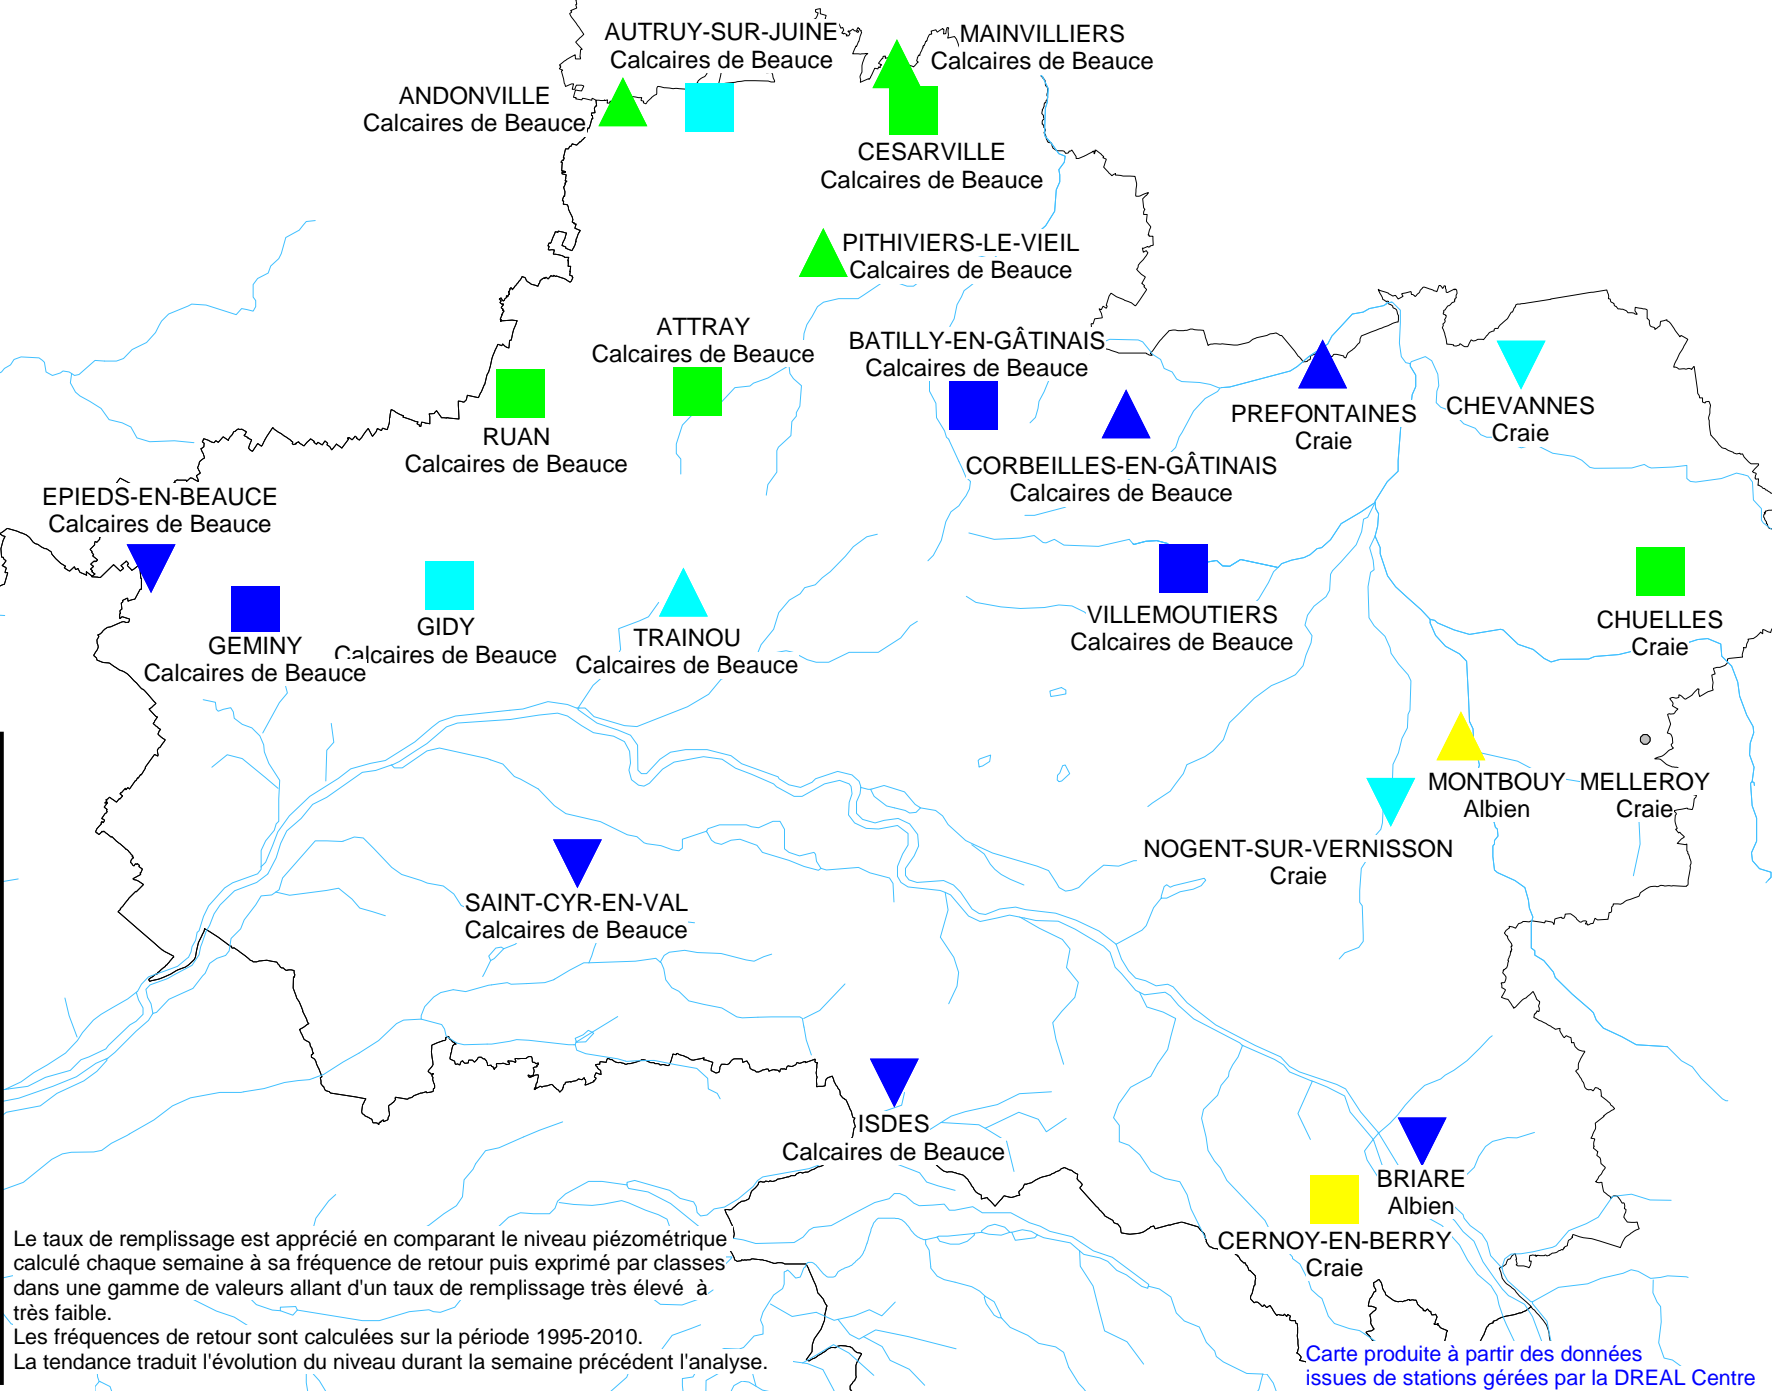 AUTRUY-SUR-JUINE
Calcaires de Beauce
MAINVILLIERS
Calcaires de Beauce
ANDONVILLE
Calcaires de Beauce
CESARVILLE
Calcaires de Beauce
PITHIVIERS-LE-VIEIL
Calcaires de Beauce
ATTRAY
Calcaires de Beauce
BATILLY-EN-GÂTINAIS
Calcaires de Beauce
PREFONTAINES
Craie
CHEVANNES
Craie
RUAN
Calcaires de Beauce
CORBEILLES-EN-GÂTINAIS
Calcaires de Beauce
EPIEDS-EN-BEAUCE
Calcaires de Beauce
GEMINY
Calcaires de Beauce
GIDY
Calcaires de Beauce
TRAINOU
Calcaires de Beauce
VILLEMOUTIERS
Calcaires de Beauce
CHUELLES
Craie
MONTBOUY
Albien
MELLEROY
Craie
NOGENT-SUR-VERNISSON
Craie
SAINT-CYR-EN-VAL
Calcaires de Beauce
ISDES
Calcaires de Beauce
BRIARE
Albien
CERNOY-EN-BERRY
Craie
Le taux de remplissage est apprécié en comparant le niveau piézométrique
calculé chaque semaine à sa fréquence de retour puis exprimé par classes
dans une gamme de valeurs allant d'un taux de remplissage très élevé à
très faible.
Les fréquences de retour sont calculées sur la période 1995-2010.
La tendance traduit l'évolution du niveau durant la semaine précédent l'analyse.
Carte produite à partir des données
issues de stations gérées par la DREAL Centre